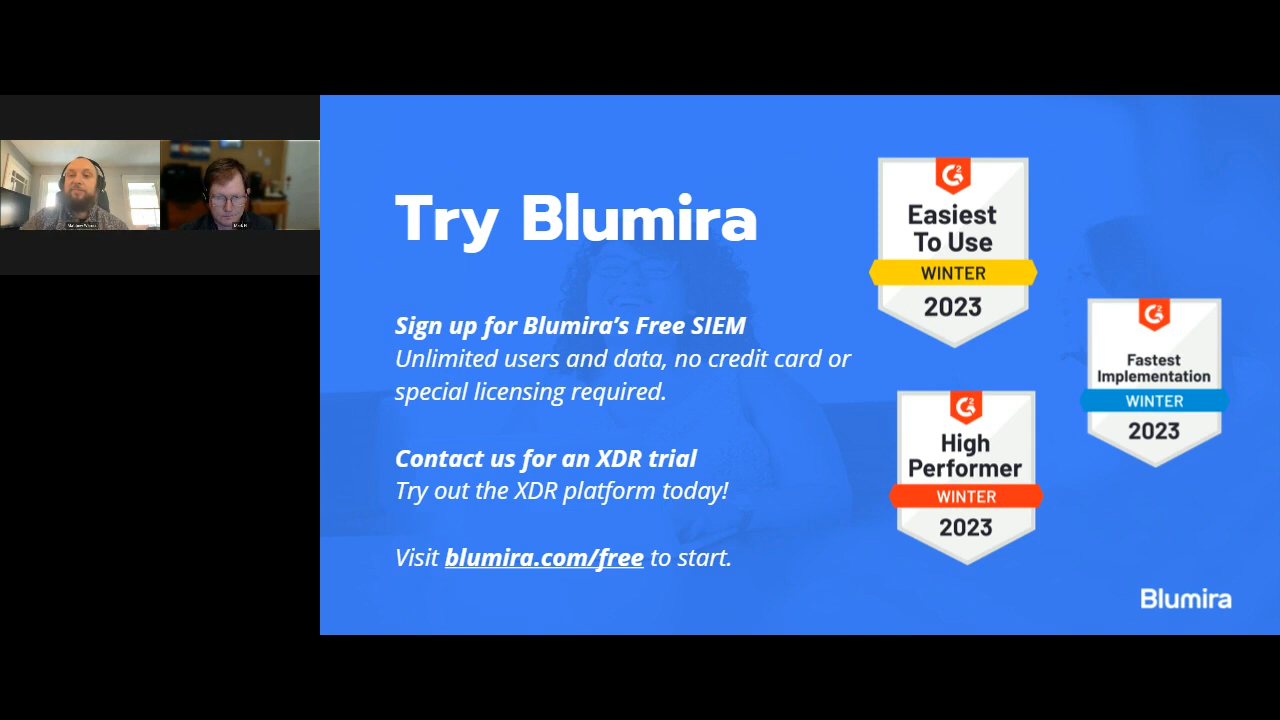 Try Blumira
Sign up for Blumira’s Free SIEM
Unlimited users and data, no credit card or
special licensing required.
Contact us for an XDR trial
Try out the XDR platform today!
Visit blumira.com/free to start.
G2
Easiest
To Use
WINTER
2023
G2
Fastest
Implementation
WINTER
2023
G2
High
Performer
WINTER
2023
Blumira